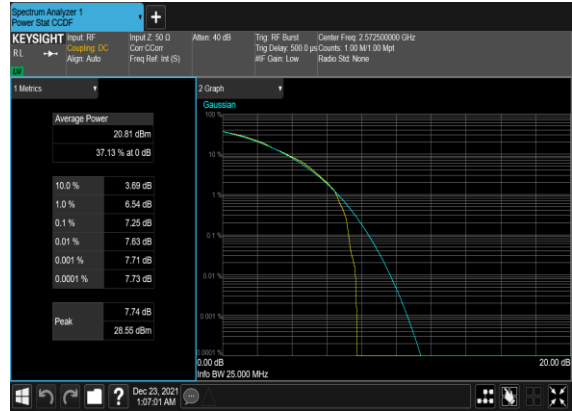 Spectrum Analyzer 1
Power Stat CCDF
KEYSIGHT
RL
Input: RF
Coupling: DC
Align: Auto
Input Z: 50 Ω
Corr CCorr
Freq Ref: Int (S)
Atten: 40 dB
Trig: RF Burst
Trig Delay: 500.0 µs
#IF Gain: Low
Center Freq: 2.572500000 GHz
Counts: 1.00 M/1.00 Mpt
Radio Std: None
1 Metrics
Average Power
20.81 dBm
37.13 % at 0 dB
10.0 % 3.69 dB
1.0 % 6.54 dB
0.1 % 7.25 dB
0.01 % 7.63 dB
0.001 % 7.71 dB
0.0001 % 7.73 dB
Peak
7.74 dB
28.55 dBm
2 Graph
Gaussian
100 %
10 %
1 %
0.1 %
0.01 %
0.001 %
0.0001 %
0.00 dB
20.00 dB
Info BW 25.000 MHz
?
Dec 23, 2021
1:07:01 AM